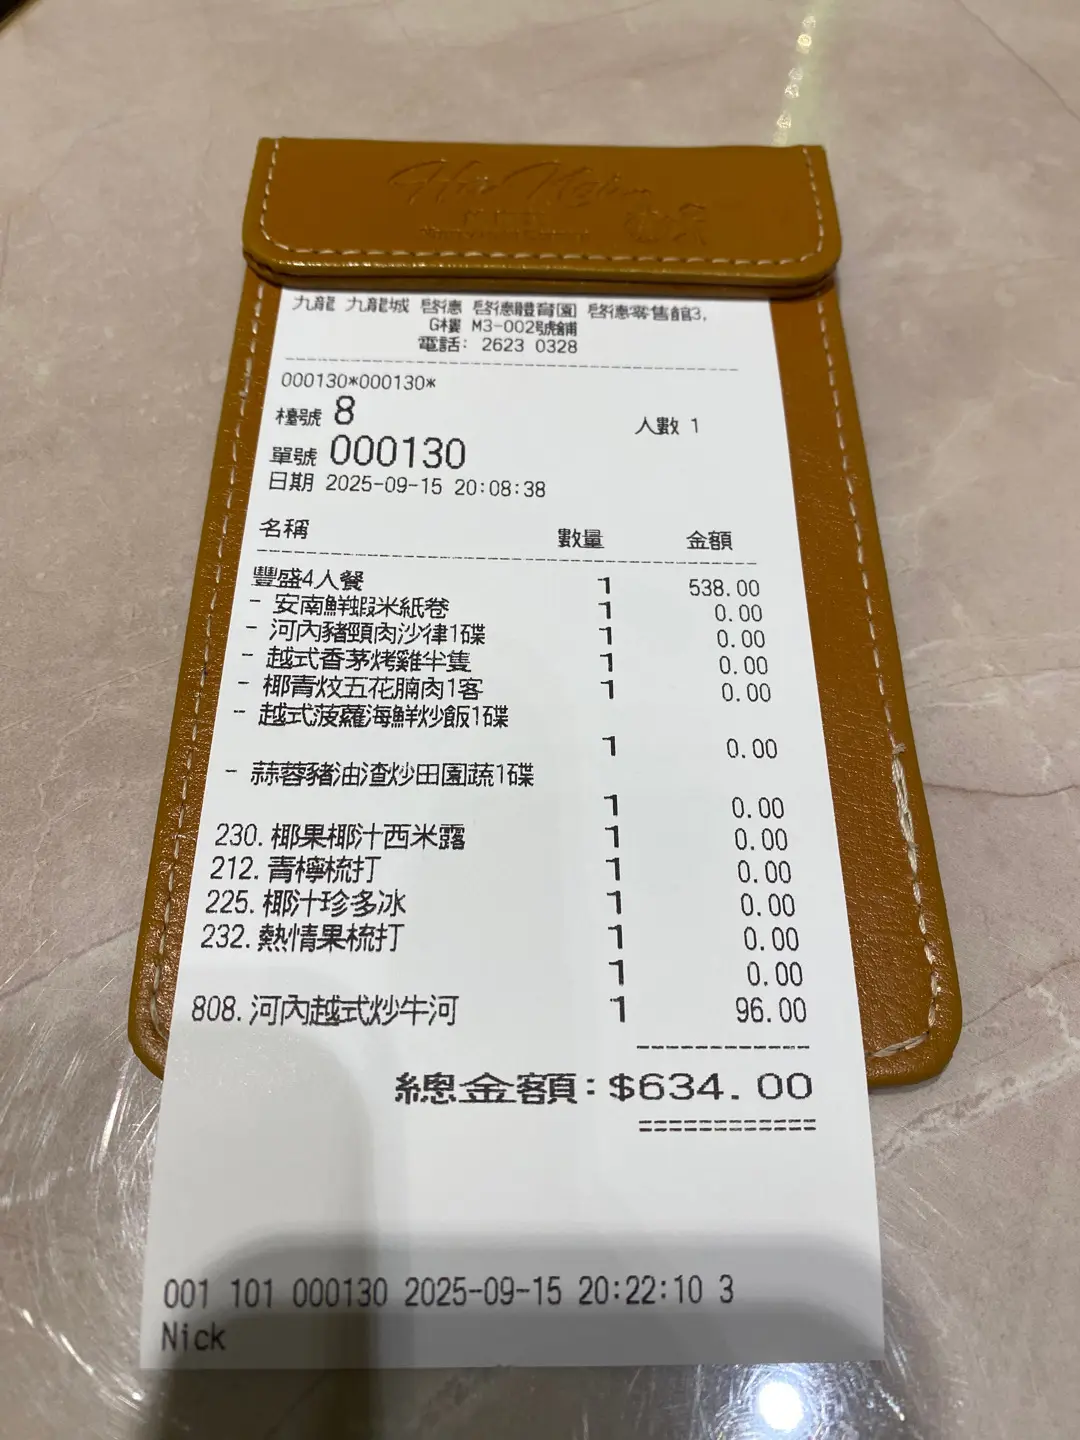 九龍 九龍城 啓德 啓德體育園 啓德零售館3,
G樓 M3-002號舖
電話: 2623 0328
000130*000130*
檯號 8 人數 1
單號 000130
日期 2025-09-15 20:08:38
名稱 數量 金額
豐盛4人餐 1 538.00
- 安南鮮蝦米紙卷 1 0.00
- 河內豬頸肉沙律1碟 1 0.00
- 越式香茅烤雞半隻 1 0.00
- 椰青炆五花腩肉1客 1 0.00
- 越式菠蘿海鮮炒飯1碟
1 0.00
- 蒜蓉豬油渣炒田園蔬1碟
1 0.00
230. 椰果椰汁西米露 1 0.00
212. 青檸梳打 1 0.00
225. 椰汁珍多冰 1 0.00
232. 熱情果梳打 1 0.00
1 0.00
808. 河內越式炒牛河 1 96.00
總金額: $634.00
001 101 000130 2025-09-15 20:22:10 3
Nick